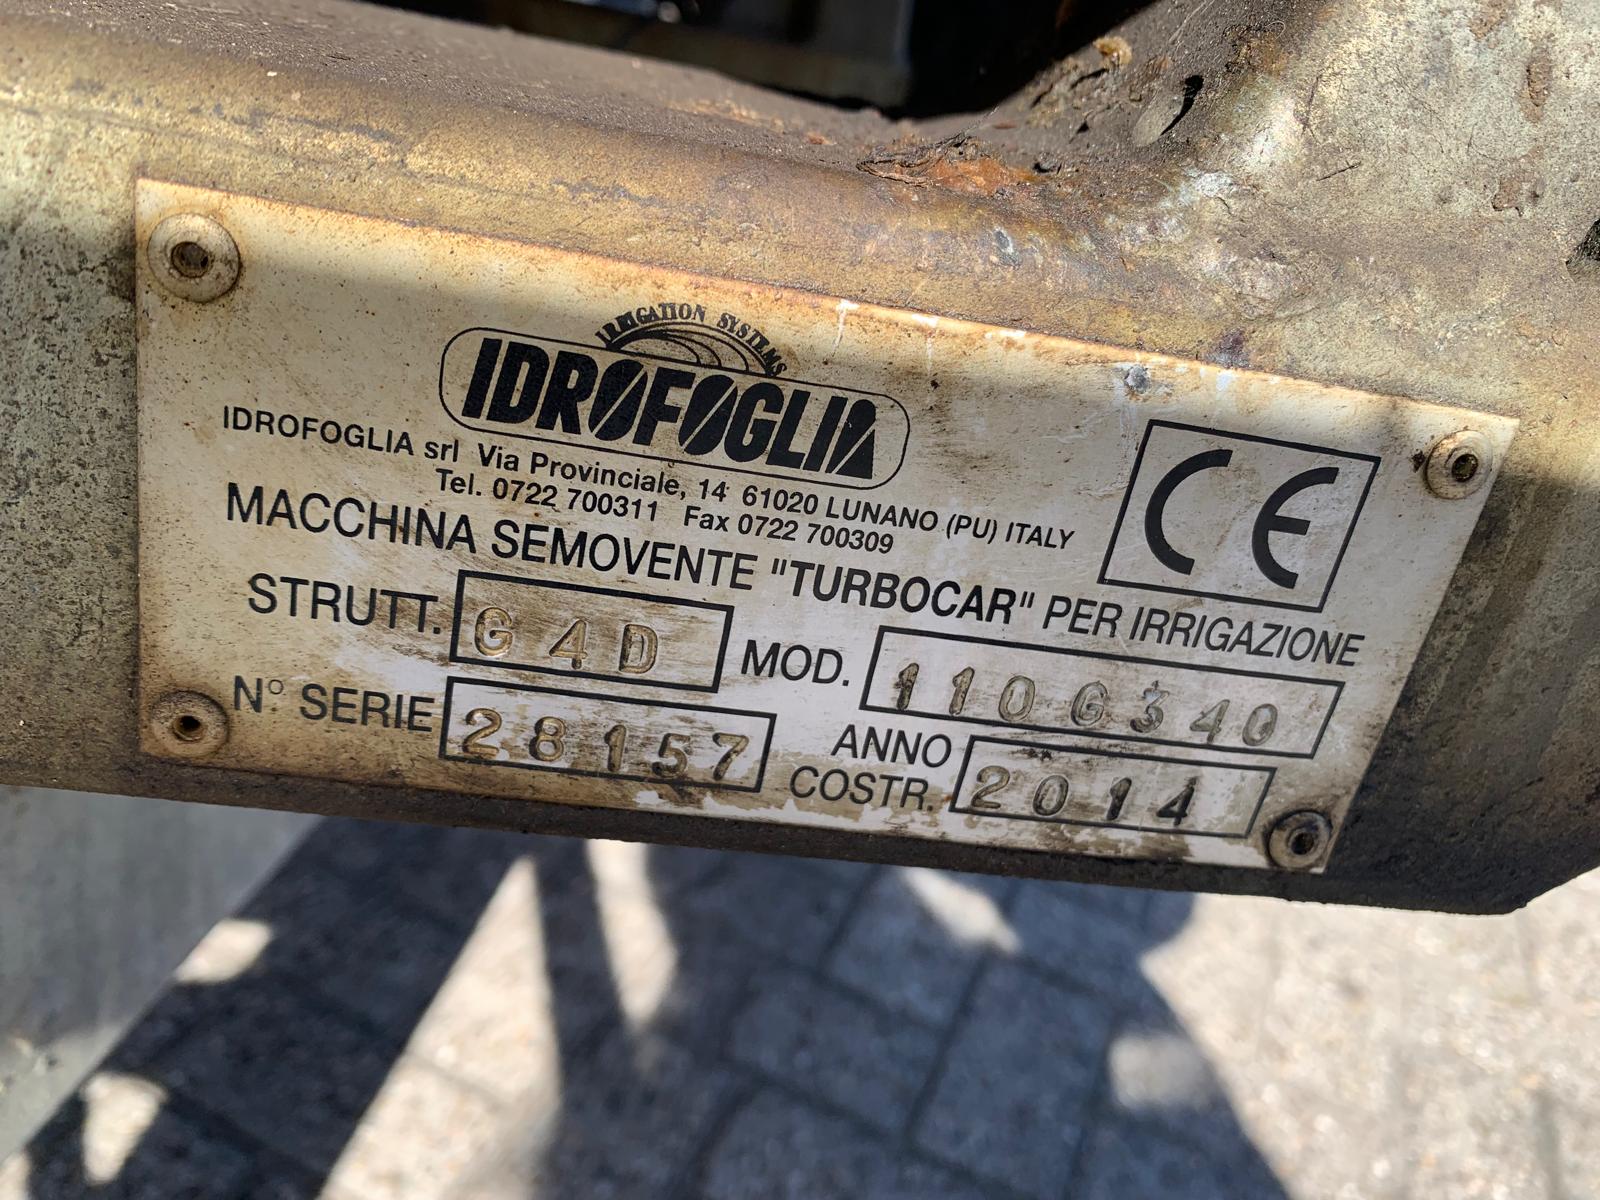 IRRIGATION SYSTEMS
IDROFOGLIA
IDROFOGLIA srl Via Provinciale, 14 61020 LUNANO (PU) ITALY
Tel. 0722 700311 Fax 0722 700309
CE
MACCHINA SEMOVENTE "TURBOCAR" PER IRRIGAZIONE
STRUTT. G4D MOD. 110G340
N° SERIE 28157 ANNO COSTR. 2014